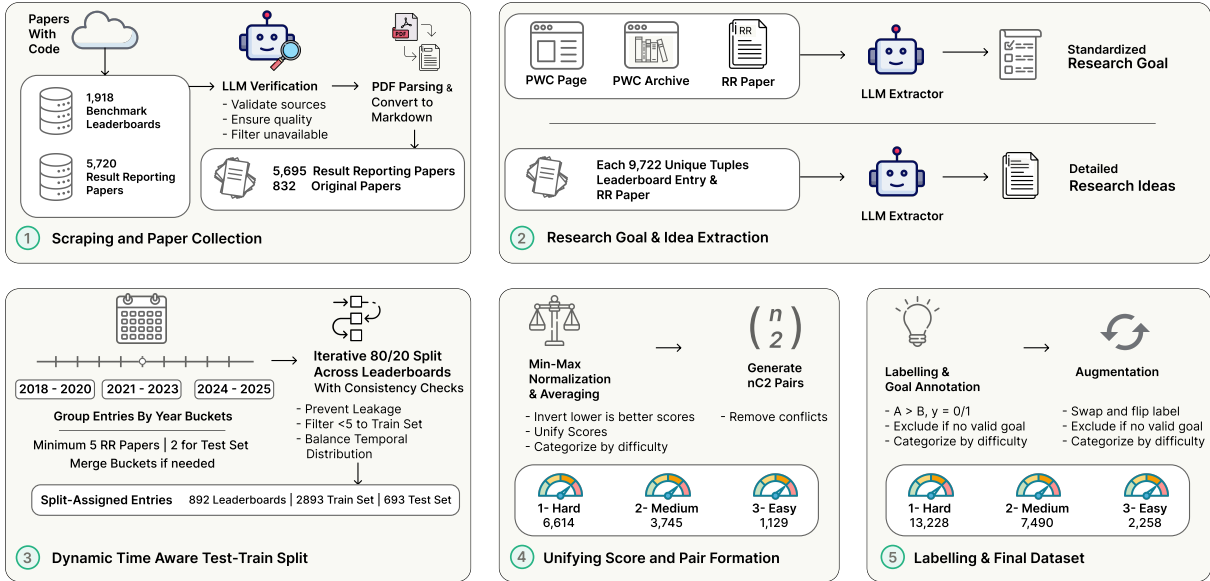 Papers
With
Code
1,918
Benchmark
Leaderboards
5,720
Result Reporting
Papers
LLM Verification
- Validate sources
- Ensure quality
- Filter unavailable
PDF
PDF Parsing &
Convert to
Markdown
5,695 Result Reporting Papers
832 Original Papers
1 Scraping and Paper Collection
PWC Page
PWC Archive
RR
RR Paper
LLM Extractor
Standardized
Research Goal
Each 9,722 Unique Tuples
Leaderboard Entry &
RR Paper
LLM Extractor
Detailed
Research Ideas
2 Research Goal & Idea Extraction
2018 - 2020
2021 - 2023
2024 - 2025
Group Entries By Year Buckets
Minimum 5 RR Papers | 2 for Test Set
Merge Buckets if needed
Iterative 80/20 Split
Across Leaderboards
With Consistency Checks
- Prevent Leakage
- Filter <5 to Train Set
- Balance Temporal
Distribution
Split-Assigned Entries 892 Leaderboards | 2893 Train Set | 693 Test Set
3 Dynamic Time Aware Test-Train Split
Min-Max
Normalization
& Averaging
- Invert lower is better scores
- Unify Scores
- Categorize by difficulty
(n
2)
Generate
nC2 Pairs
- Remove conflicts
1- Hard
6,614
2- Medium
3,745
3- Easy
1,129
4 Unifying Score and Pair Formation
Labelling &
Goal Annotation
- A > B, y = 0/1
- Exclude if no valid goal
- Categorize by difficulty
Augmentation
- Swap and flip label
- Exclude if no valid goal
- Categorize by difficulty
1- Hard
13,228
2- Medium
7,490
3- Easy
2,258
5 Labelling & Final Dataset